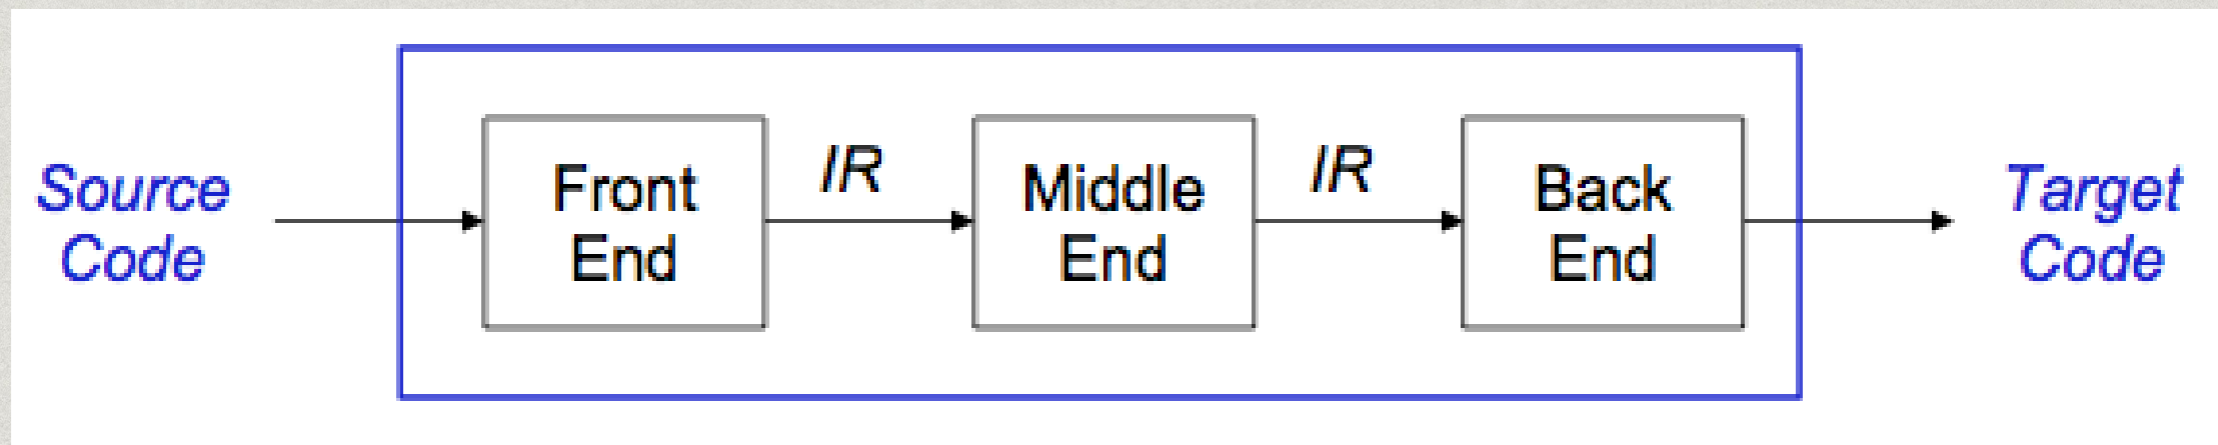 Source
Code
Front
End
IR
Middle
End
IR
Back
End
Target
Code